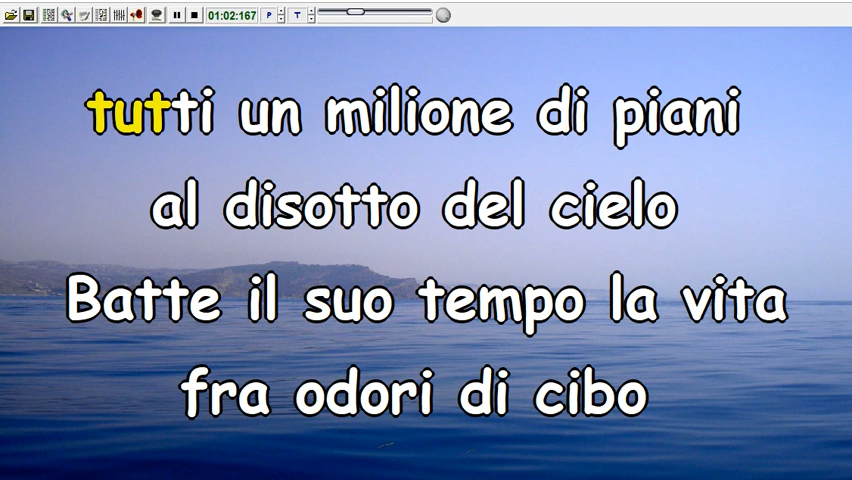 01:02:167 P T
tutti un milione di piani
al disotto del cielo
Batte il suo tempo la vita
fra odori di cibo